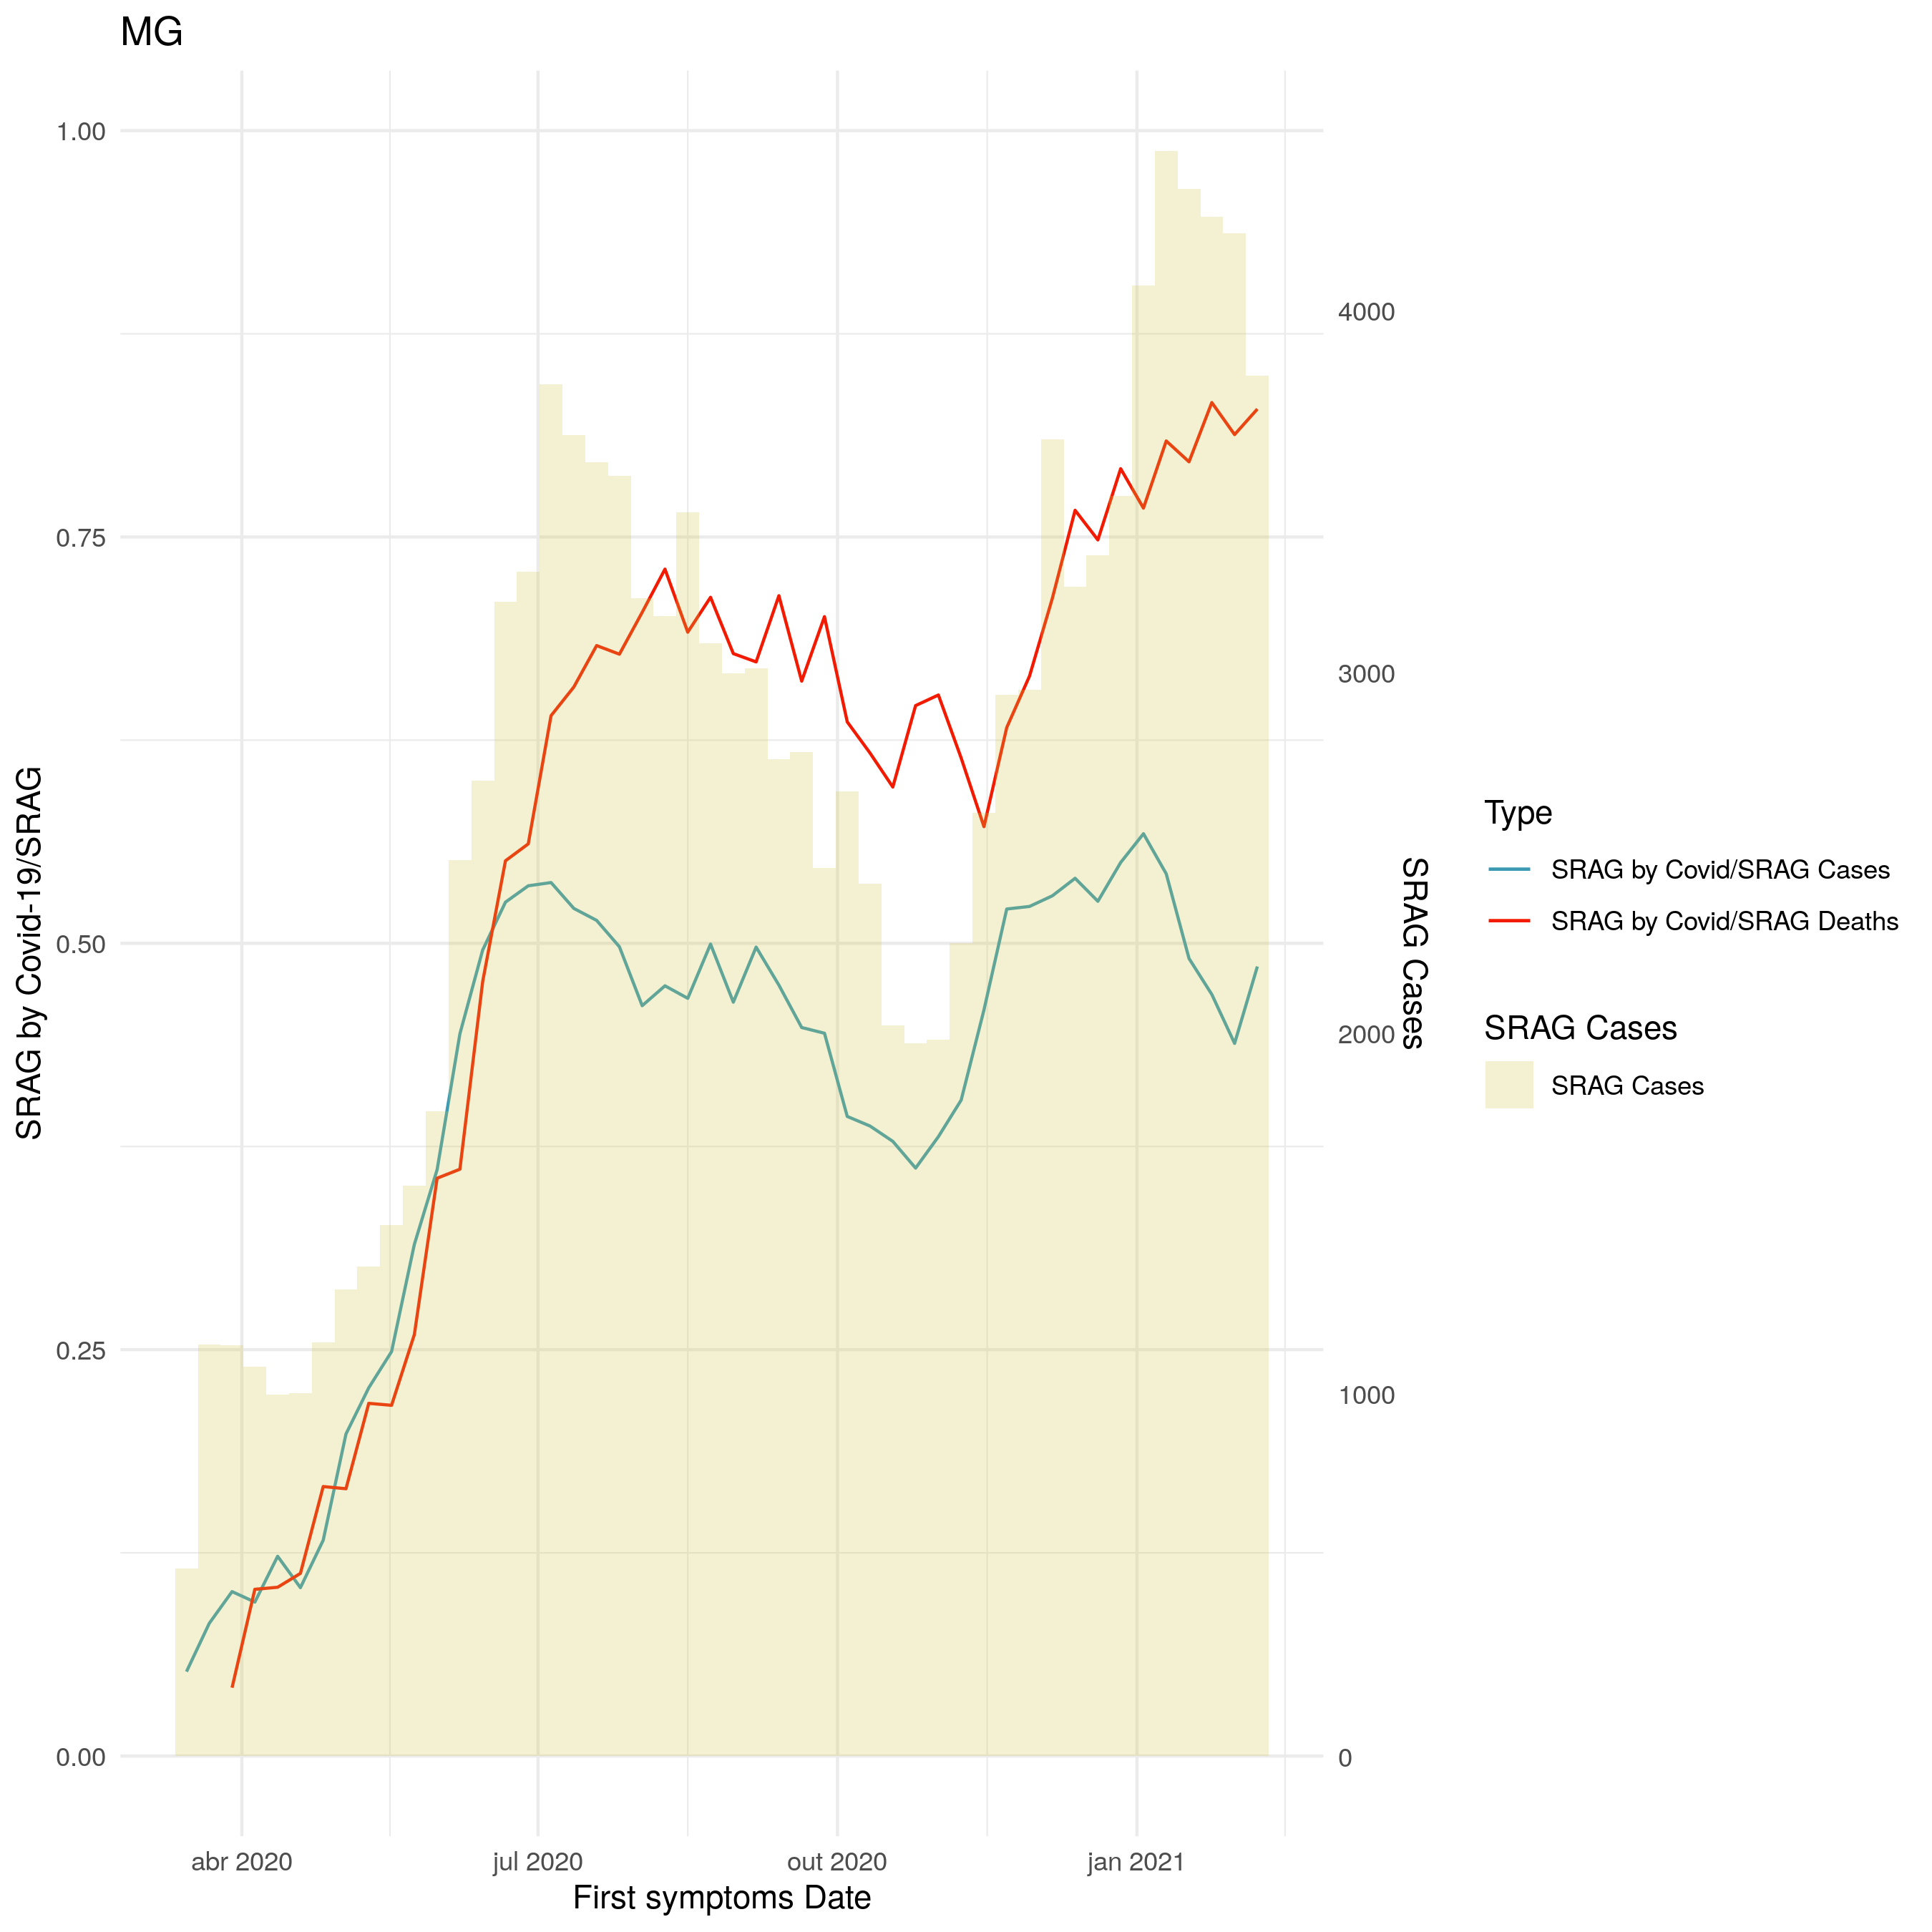 MG
1.00
0.75
0.50
0.25
0.00
SRAG by Covid-19/SRAG
4000
3000
2000
1000
0
SRAG Cases
abr 2020
jul 2020
out 2020
jan 2021
First symptoms Date
Type
SRAG by Covid/SRAG Cases
SRAG by Covid/SRAG Deaths
SRAG Cases
SRAG Cases